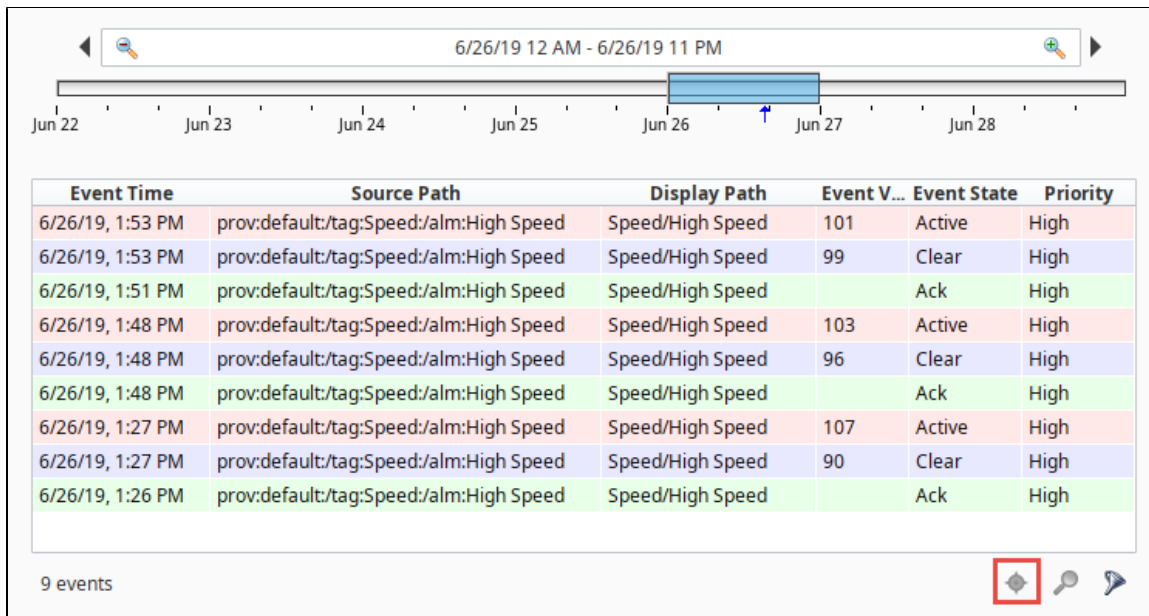 6/26/19 12 AM - 6/26/19 11 PM
Jun 22 Jun 23 Jun 24 Jun 25 Jun 26 Jun 27 Jun 28
Event Time Source Path Display Path Event V... Event State Priority
6/26/19, 1:53 PM prov:default:/tag:Speed:/alm:High Speed Speed/High Speed 101 Active High
6/26/19, 1:53 PM prov:default:/tag:Speed:/alm:High Speed Speed/High Speed 99 Clear High
6/26/19, 1:51 PM prov:default:/tag:Speed:/alm:High Speed Speed/High Speed Ack High
6/26/19, 1:48 PM prov:default:/tag:Speed:/alm:High Speed Speed/High Speed 103 Active High
6/26/19, 1:48 PM prov:default:/tag:Speed:/alm:High Speed Speed/High Speed 96 Clear High
6/26/19, 1:48 PM prov:default:/tag:Speed:/alm:High Speed Speed/High Speed Ack High
6/26/19, 1:27 PM prov:default:/tag:Speed:/alm:High Speed Speed/High Speed 107 Active High
6/26/19, 1:27 PM prov:default:/tag:Speed:/alm:High Speed Speed/High Speed 90 Clear High
6/26/19, 1:26 PM prov:default:/tag:Speed:/alm:High Speed Speed/High Speed Ack High
9 events